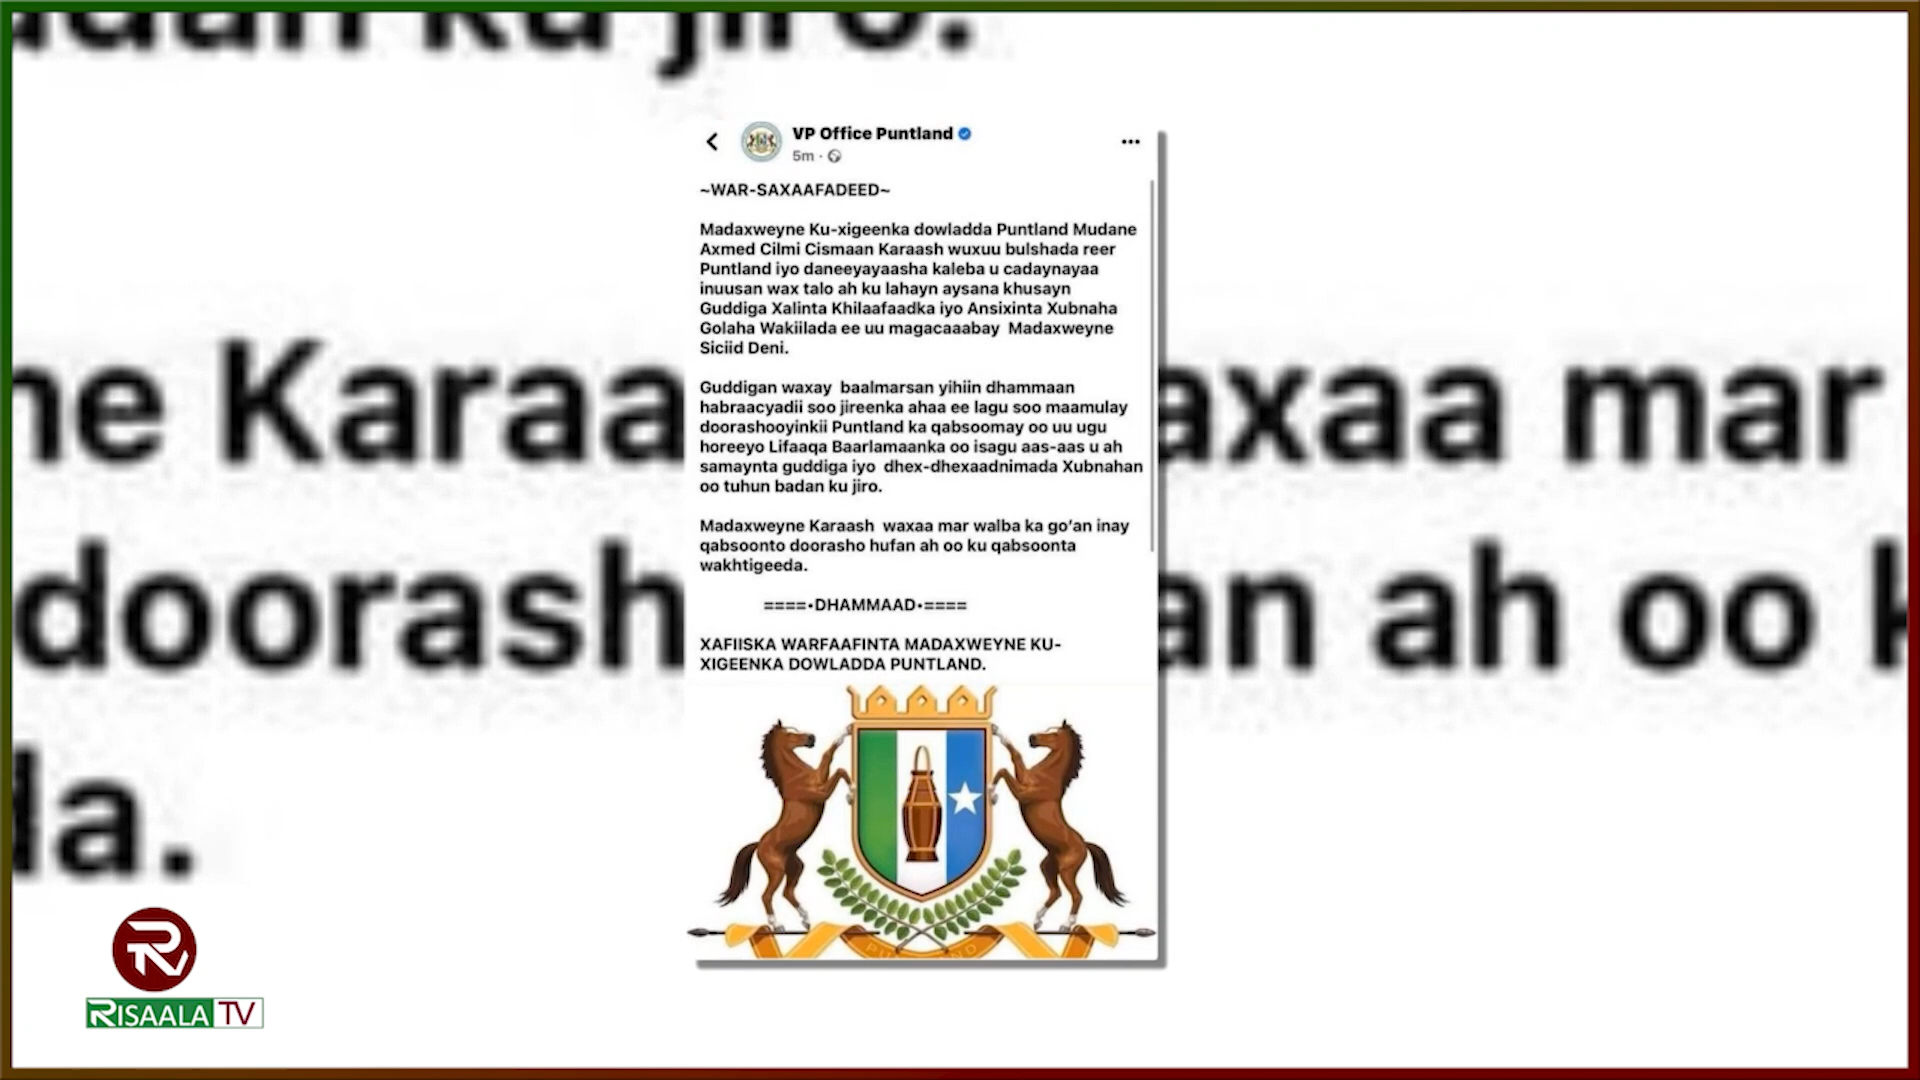 aan ku jiro.
VP Office Puntland
5m ·
~WAR-SAXAAFADEED~
Madaxweyne Ku-xigeenka dowladda Puntland Mudane
Axmed Cilmi Cismaan Karaash wuxuu bulshada reer
Puntland iyo daneeyayaasha kaleba u cadaynayaa
inuusan wax talo ah ku lahayn aysana khusayn
Guddiga Xalinta Khilaafaadka iyo Ansixinta Xubnaha
Golaha Wakiilada ee uu magacaaabay Madaxweyne
Siciid Deni.
Guddigan waxay baalmarsan yihiin dhammaan
habraacyadii soo jireenka ahaa ee lagu soo maamulay
doorashooyinkii Puntland ka qabsoomay oo uu ugu
horeeyo Lifaaqa Baarlamaanka oo isagu aas-aas u ah
samaynta guddiga iyo dhex-dhexaadnimada Xubnahan
oo tuhun badan ku jiro.
Madaxweyne Karaash waxaa mar walba ka go’an inay
qabsoonto doorasho hufan ah oo ku qabsoonta
wakhtigeeda.
====•DHAMMAAD•====
XAFIISKA WARFAAFINTA MADAXWEYNE KU-
XIGEENKA DOWLADDA PUNTLAND.
ne Karaa axaa mar
doorash an ah oo
da.
RISAALA TV